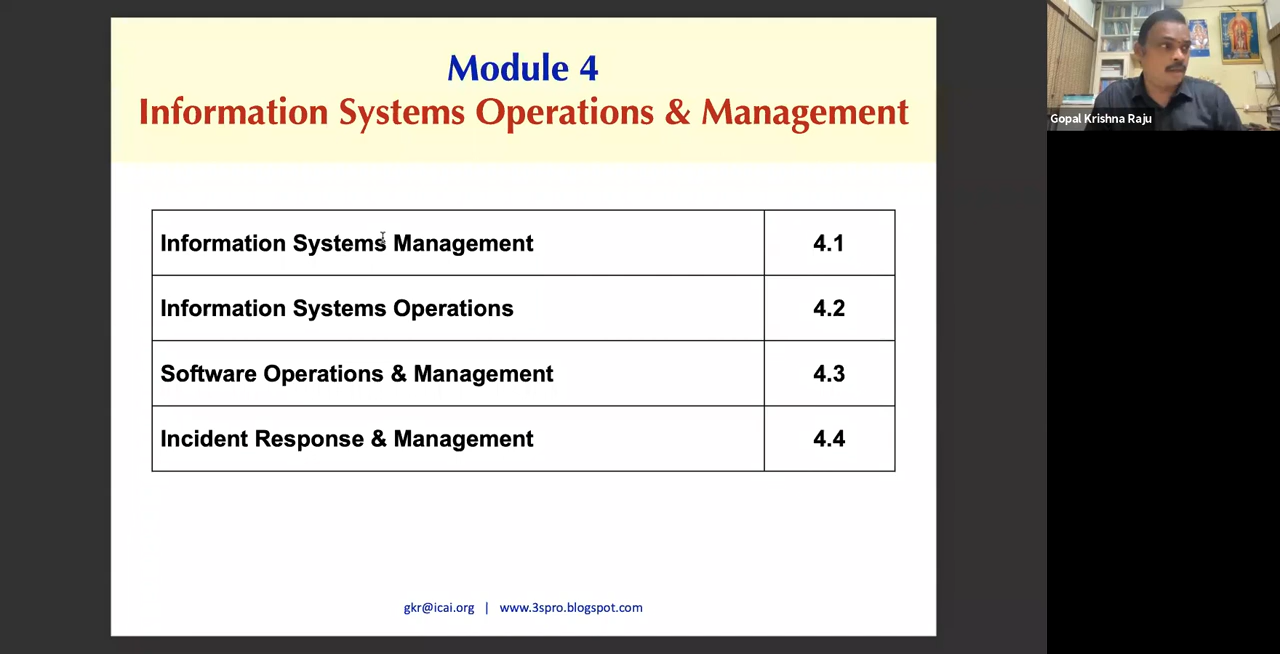 Module 4
Information Systems Operations & Management
Information Systems Management 4.1
Information Systems Operations 4.2
Software Operations & Management 4.3
Incident Response & Management 4.4
gkr@icai.org | www.3spro.blogspot.com
Gopal Krishna Raju